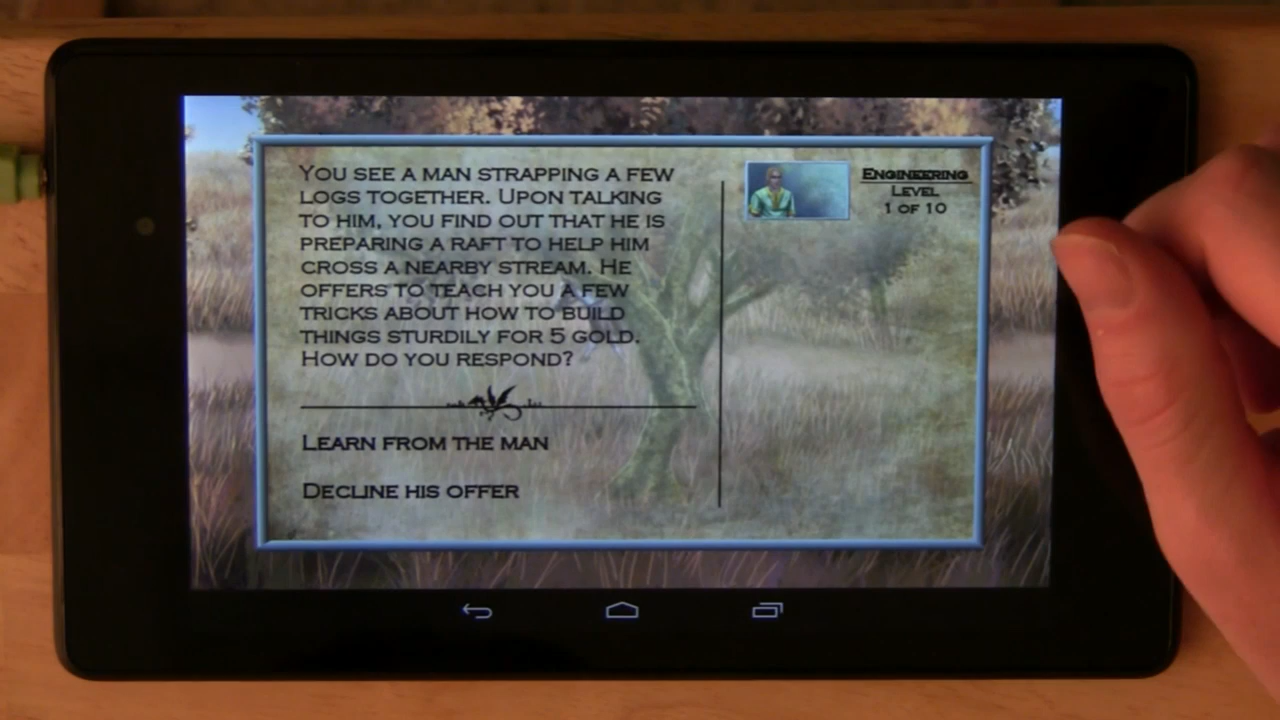 You see a man strapping a few
logs together. Upon talking
to him, you find out that he is
preparing a raft to help him
cross a nearby stream. He
offers to teach you a few
tricks about how to build
things sturdily for 5 gold.
How do you respond?
Learn from the man
Decline his offer
Engineering
Level
1 of 10